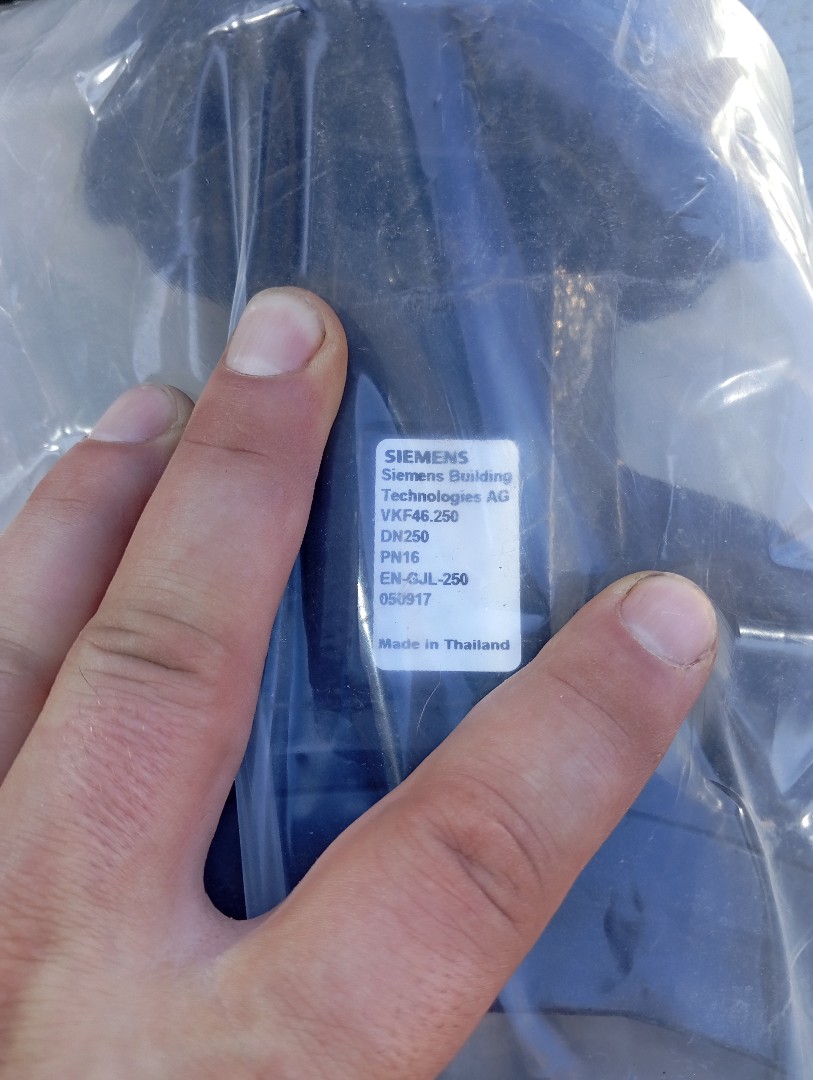 SIEMENS
Siemens Building
Technologies AG
VKF46.250
DN250
PN16
EN-GJL-250
050917
Made in Thailand